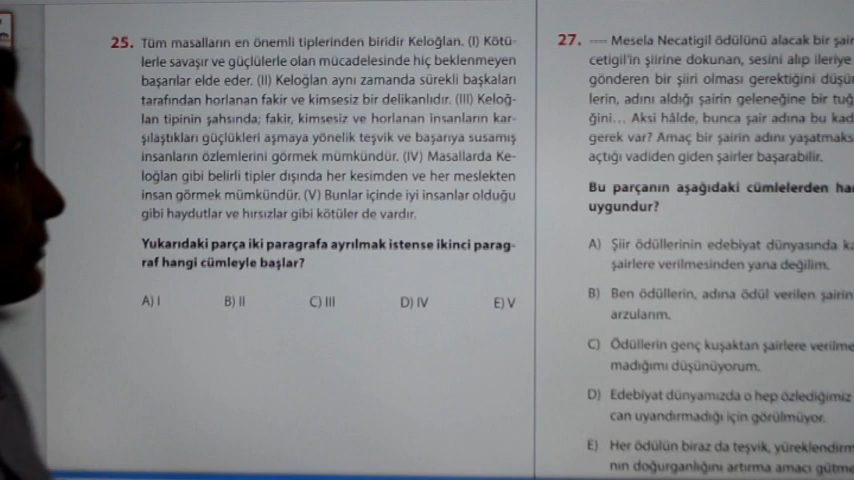 25. Tüm masalların en önemli tiplerinden biridir Keloğlan. (I) Kötü-
lerle savaşır ve güçlülerle olan mücadelesinde hiç beklenmeyen
başarılar elde eder. (II) Keloğlan aynı zamanda sürekli başkaları
tarafından horlanan fakir ve kimsesiz bir delikanlıdır. (III) Keloğ-
lan tipinin şahsında; fakir, kimsesiz ve horlanan insanların kar-
şılaştıkları güçlükleri aşmaya yönelik teşvik ve başarıya susamış
insanların özlemlerini görmek mümkündür. (IV) Masallarda Ke-
loğlan gibi belirli tipler dışında her kesimden ve her meslekten
insan görmek mümkündür. (V) Bunlar içinde iyi insanlar olduğu
gibi haydutlar ve hırsızlar gibi kötüler de vardır.
Yukarıdaki parça iki paragrafa ayrılmak istense ikinci parag-
raf hangi cümleyle başlar?
A) I B) II C) III D) IV E) V
27. ---- Mesela Necatigil ödülünü alacak bir şair
cetigil'in şiirine dokunan, sesini alıp ileriye
gönderen bir şiiri olması gerektiğini düşü
lerin, adını aldığı şairin geleneğine bir tuğ
ğini... Aksi hâlde, bunca şair adına bu kad
gerek var? Amaç bir şairin adını yaşatmaks
açtığı vadiden giden şairler başarabilir.
Bu parçanın aşağıdaki cümlelerden ha
uygundur?
A) Şiir ödüllerinin edebiyat dünyasında ka
şairlere verilmesinden yana değilim.
B) Ben ödüllerin, adına ödül verilen şairin
arzularım.
C) Ödüllerin genç kuşaktan şairlere verilme
madığımı düşünüyorum.
D) Edebiyat dünyamızda o hep özlediğimiz
can uyandırmadığı için görülmüyor.
E) Her ödülün biraz da teşvik, yüreklendirm
nın doğurganlığını artırma amacı gütme